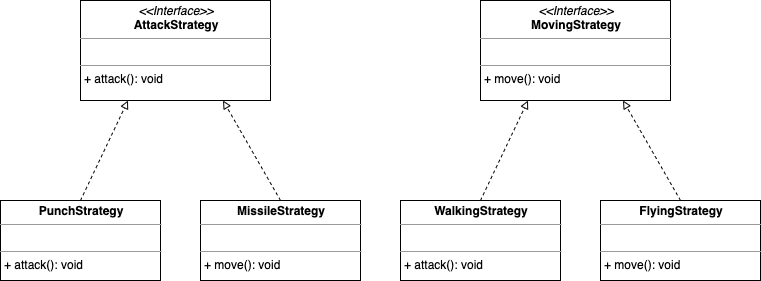 <<Interface>>
AttackStrategy
+ attack(): void
<<Interface>>
MovingStrategy
+ move(): void
PunchStrategy
+ attack(): void
MissileStrategy
+ move(): void
WalkingStrategy
+ attack(): void
FlyingStrategy
+ move(): void